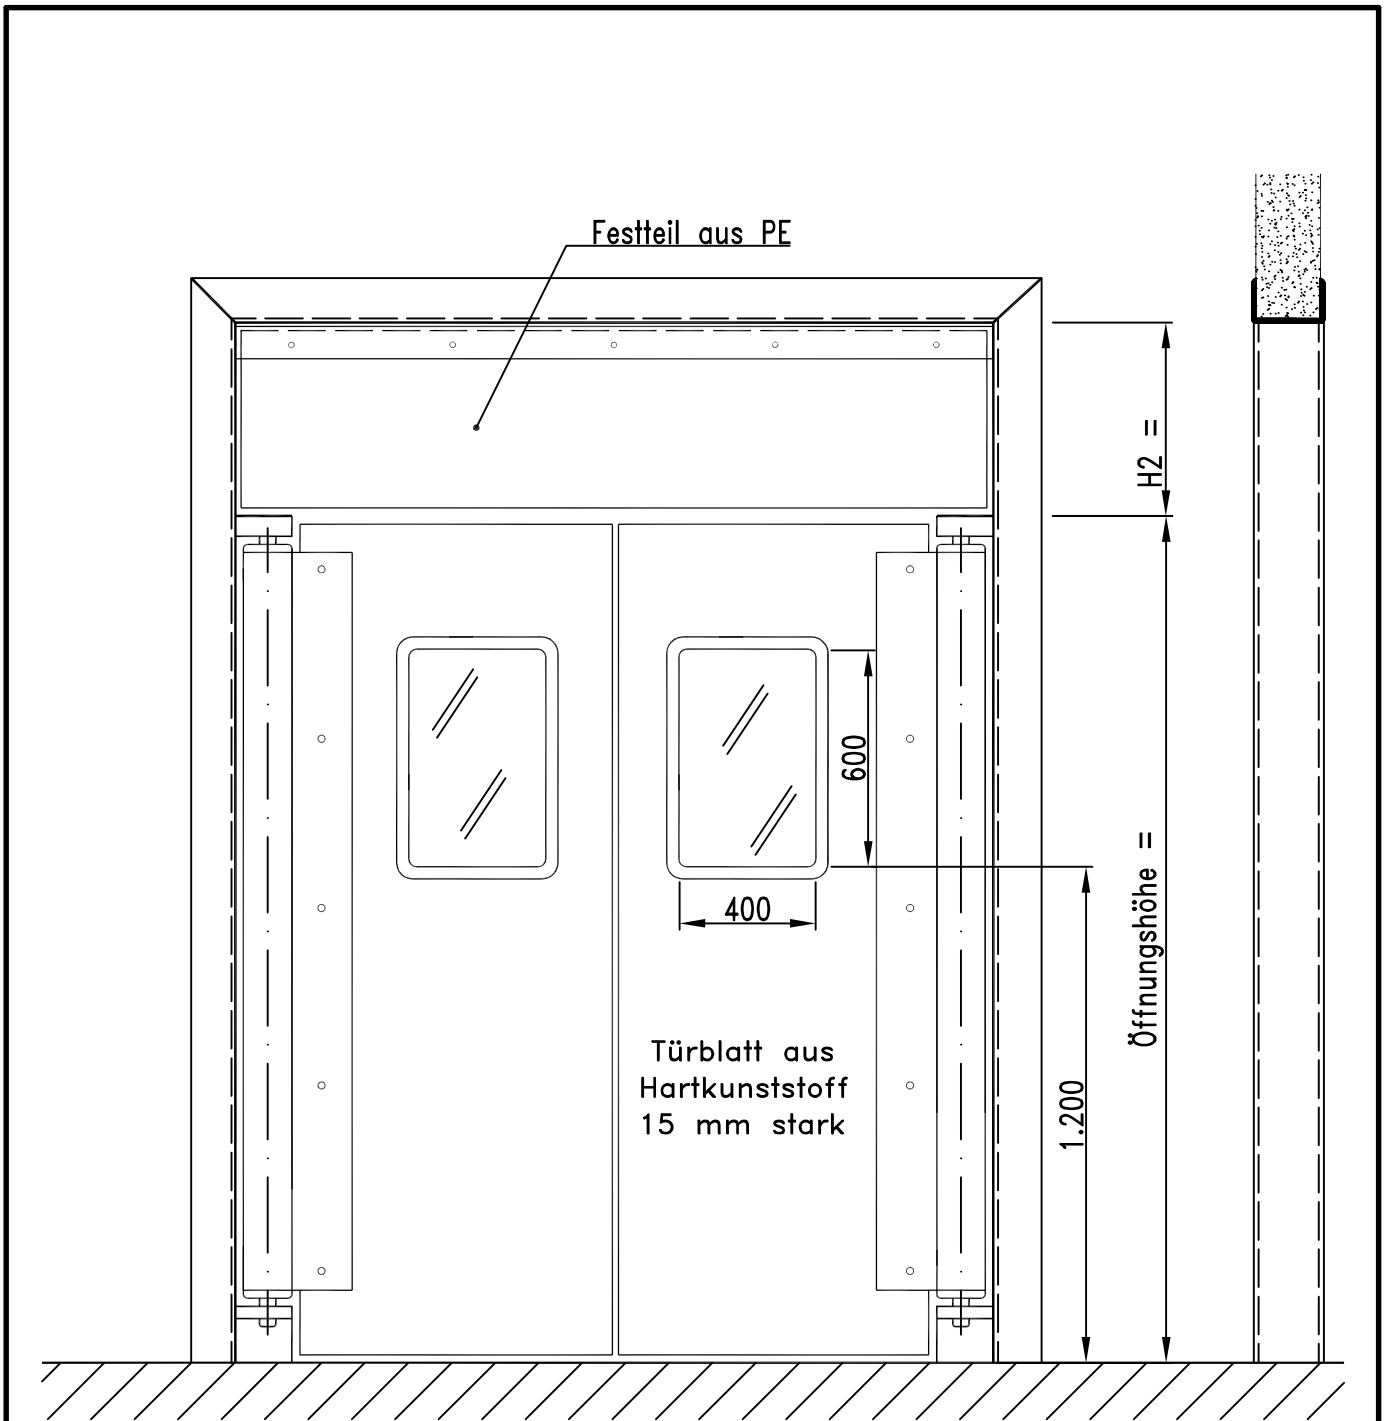 Festteil aus PE
H2 =
600
400
Öffnungshöhe =
Türblatt aus
Hartkunststoff
15 mm stark
1.200